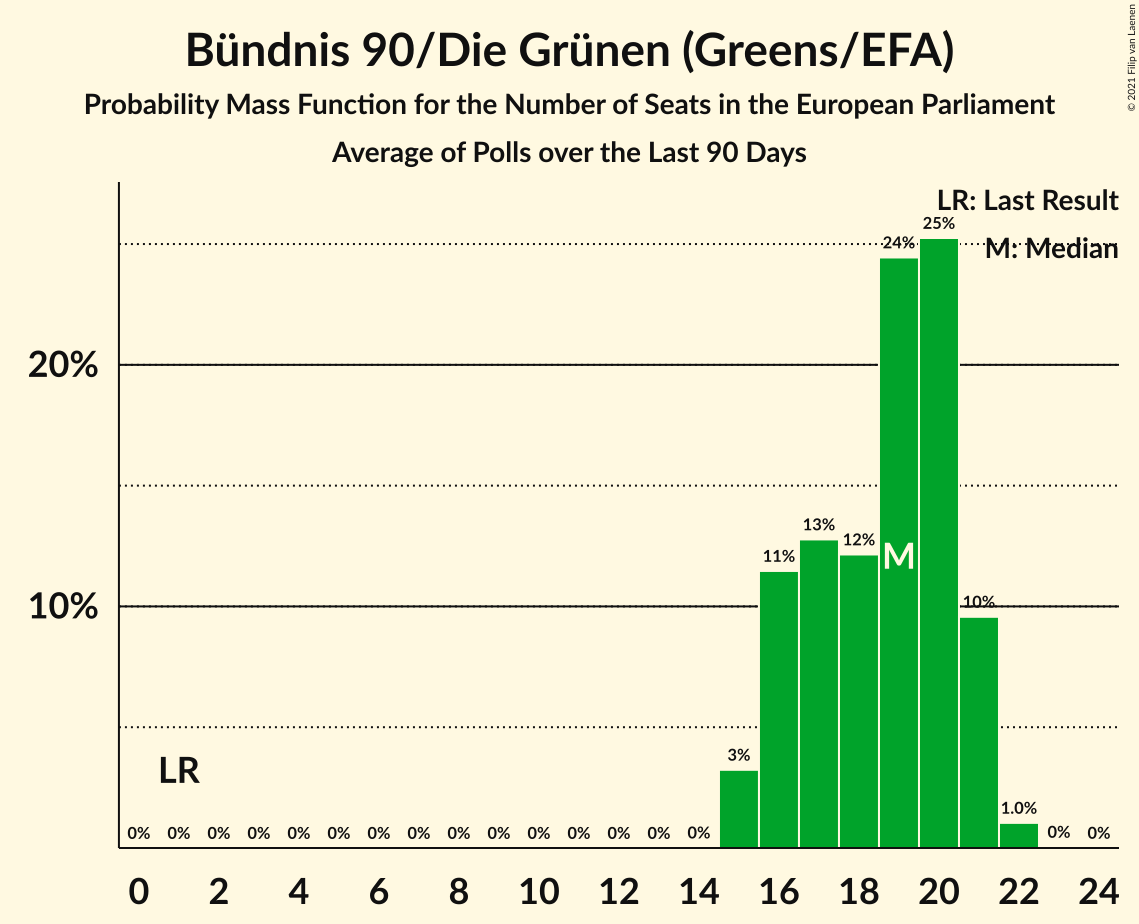 Bündnis 90/Die Grünen (Greens/EFA)
Probability Mass Function for the Number of Seats in the European Parliament
Average of Polls over the Last 90 Days
© 2021 Filip van Laenen
LR: Last Result
M: Median
20%
10%
0% 0% 0% 0% 0% 0% 0% 0% 0% 0% 0% 0% 0% 0% 0% 3% 11% 13% 12% 24% 25% 10% 1.0% 0% 0%
LR
M
0 2 4 6 8 10 12 14 16 18 20 22 24